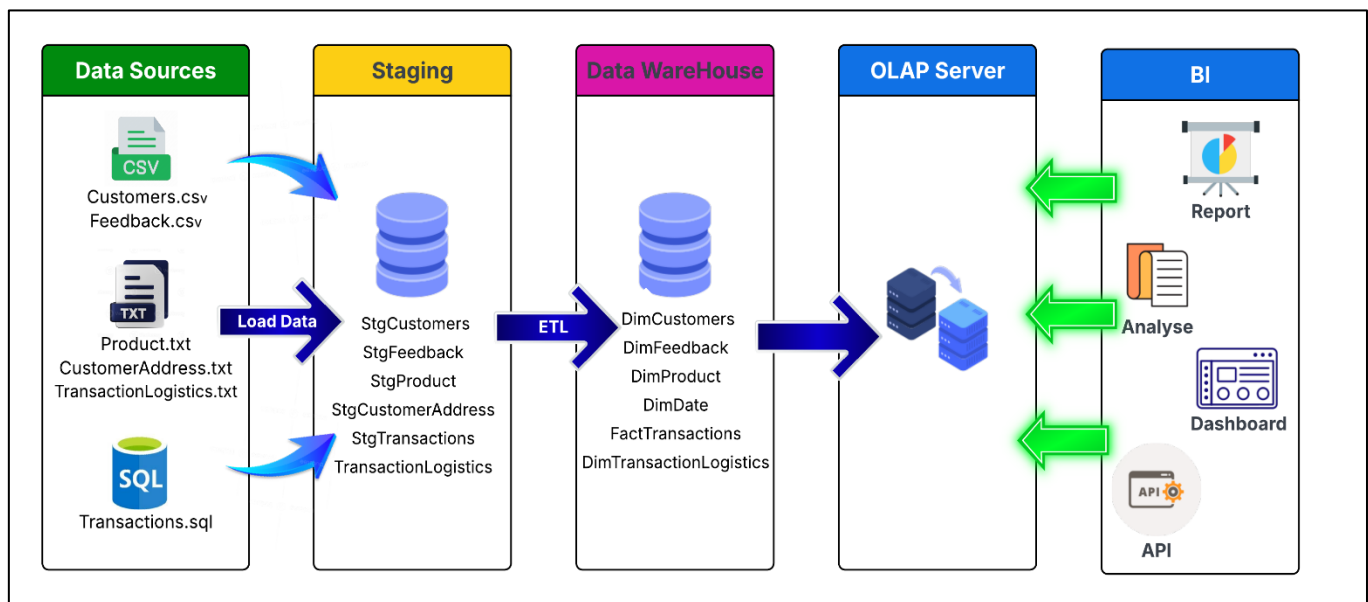 Data Sources
CSV
Customers.csv
Feedback.csv
TXT
Product.txt
CustomerAddress.txt
TransactionLogistics.txt
SQL
Transactions.sql
Load Data
Staging
StgCustomers
StgFeedback
StgProduct
StgCustomerAddress
StgTransactions
TransactionLogistics
ETL
Data WareHouse
DimCustomers
DimFeedback
DimProduct
DimDate
FactTransactions
DimTransactionLogistics
OLAP Server
BI
Report
Analyse
Dashboard
API
API